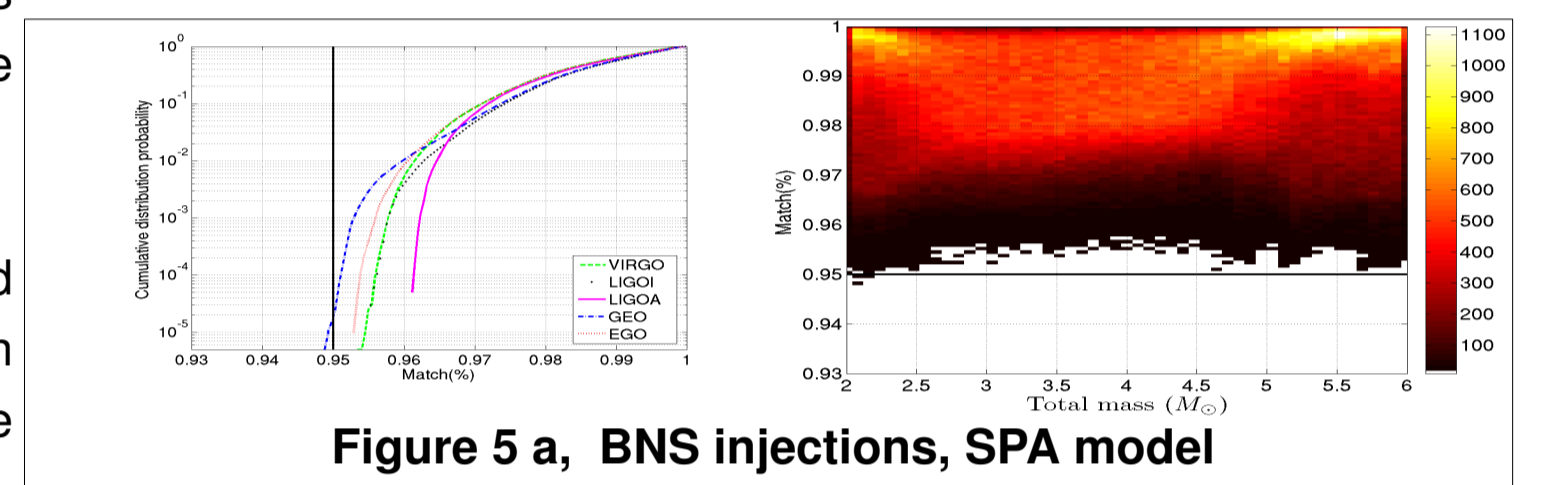 s
e
d
n
e
10^0
10^-1
10^-2
10^-3
10^-4
10^-5
Cumulative distribution probability
VIRGO
LIGOI
LIGOA
GEO
EGO
0.93 0.94 0.95 0.96 0.97 0.98 0.99 1
Match(%)
1
0.99
0.98
0.97
0.96
0.95
0.94
0.93
Match(%)
2 2.5 3 3.5 4 4.5 5 5.5 6
Total mass (M⊙)
1100
1000
900
800
700
600
500
400
300
200
100
Figure 5 a, BNS injections, SPA model